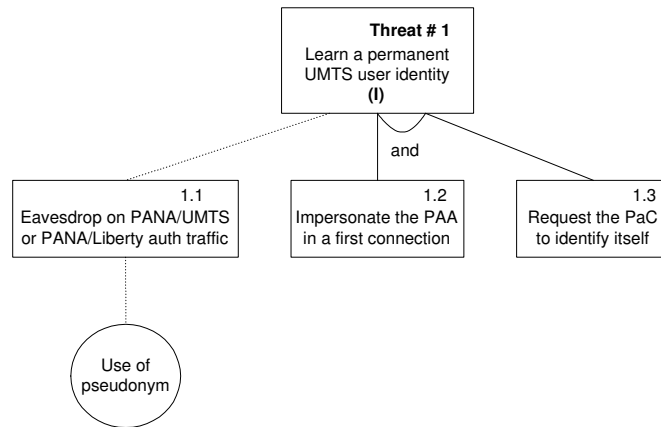 Threat # 1
Learn a permanent
UMTS user identity
(I)
and
1.1
Eavesdrop on PANA/UMTS
or PANA/Liberty auth traffic
1.2
Impersonate the PAA
in a first connection
1.3
Request the PaC
to identify itself
Use of
pseudonym